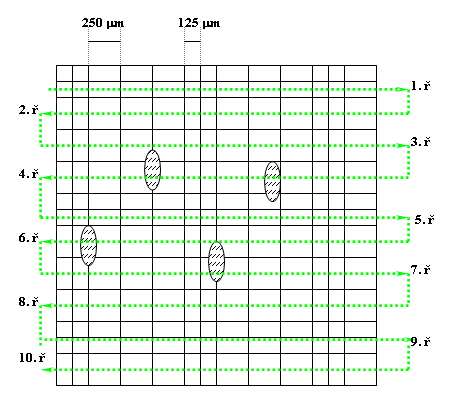 250 µm 125 µm
1. ř
2. ř
3. ř
4. ř
5. ř
6. ř
7. ř
8. ř
9. ř
10. ř